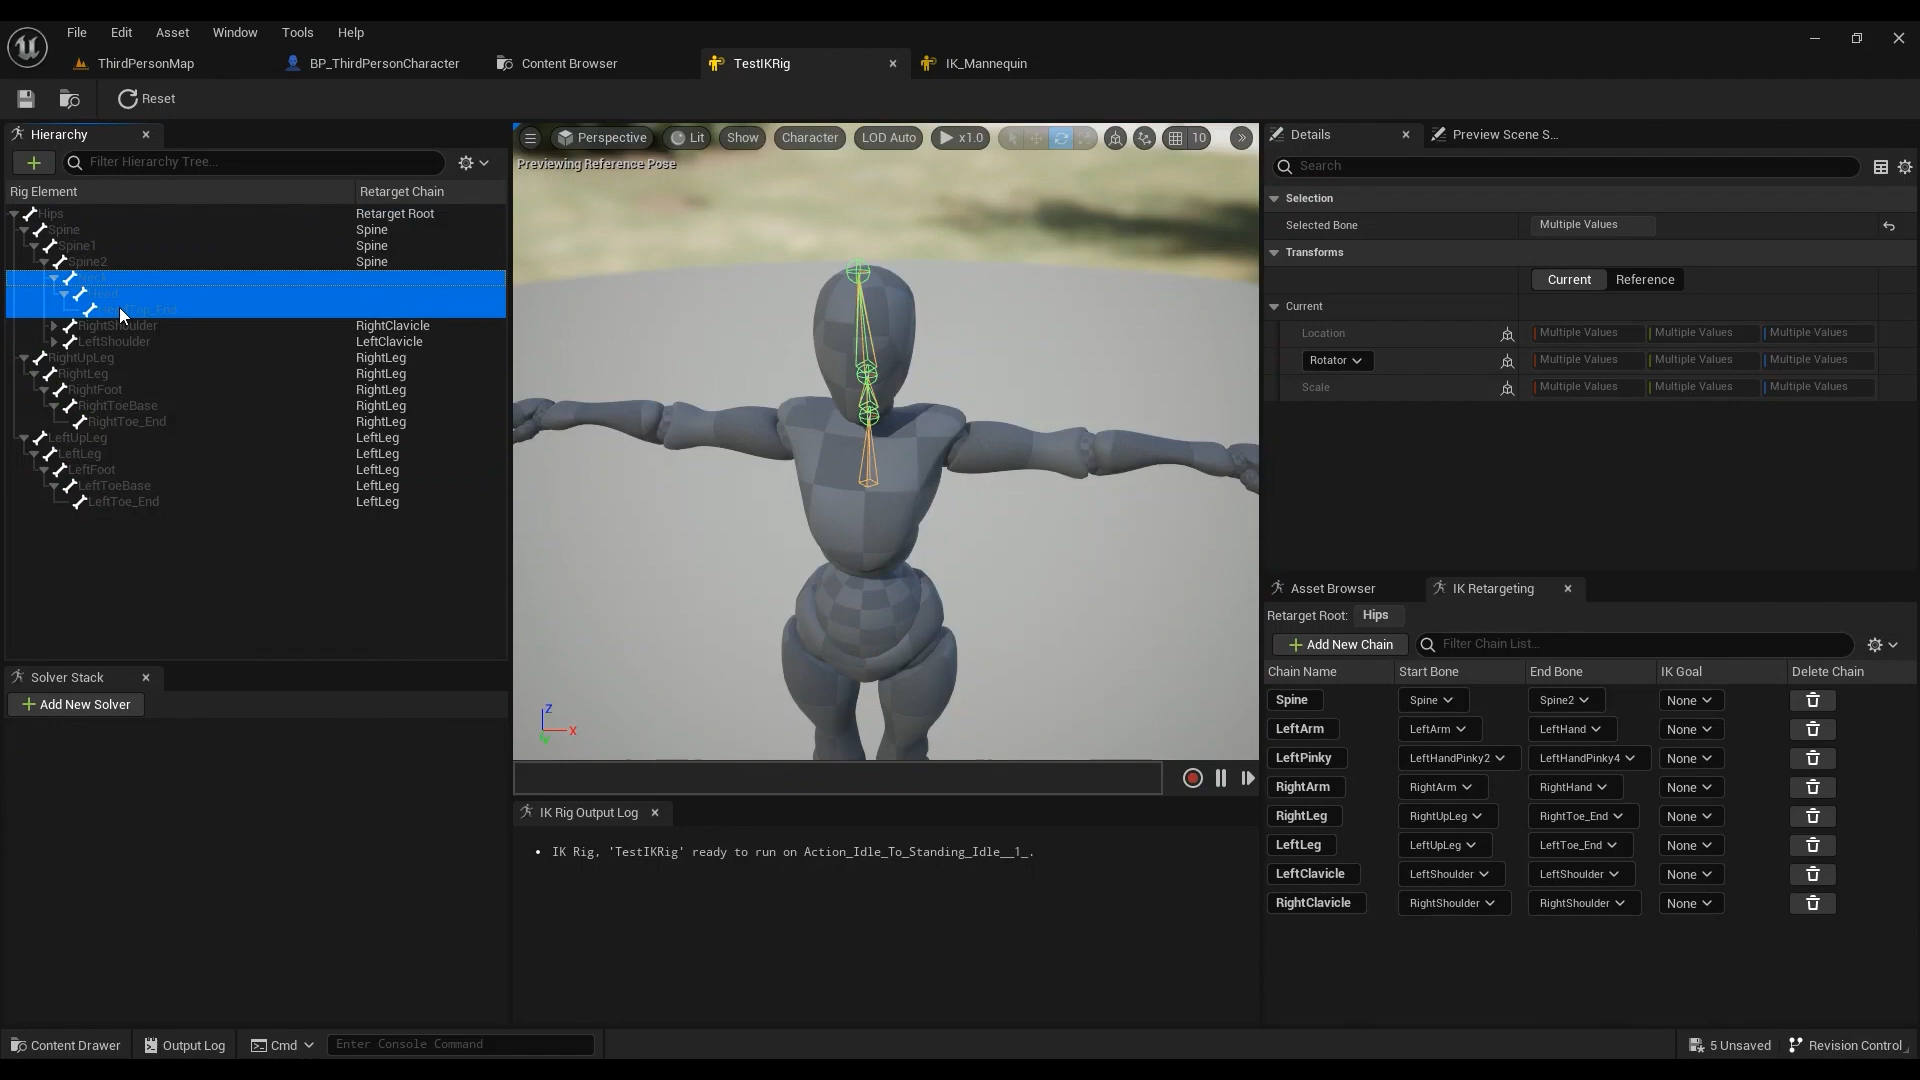 File Edit Asset Window Tools Help
ThirdPersonMap BP_ThirdPersonCharacter Content Browser TestIKRig IK_Mannequin
Reset
Hierarchy
Filter Hierarchy Tree...
Rig Element Retarget Chain
Hips Retarget Root
Spine Spine
Spine1 Spine
Spine2 Spine
Neck
Head
RightShoulder RightClavicle
LeftShoulder LeftClavicle
RightUpLeg RightLeg
RightLeg RightLeg
RightFoot RightLeg
RightToeBase RightLeg
RightToe_End RightLeg
LeftUpLeg LeftLeg
LeftLeg LeftLeg
LeftFoot LeftLeg
LeftToeBase LeftLeg
LeftToe_End LeftLeg
Solver Stack
Add New Solver
Perspective Lit Show Character LOD Auto x1.0 10
Previewing Reference Pose
Z
X
IK Rig Output Log
• IK Rig, 'TestIKRig' ready to run on Action_Idle_To_Standing_Idle__1_.
Details Preview Scene S...
Search
Selection
Selected Bone Multiple Values
Transforms
Current Reference
Current
Location Multiple Values Multiple Values Multiple Values
Rotator Multiple Values Multiple Values Multiple Values
Scale Multiple Values Multiple Values Multiple Values
Asset Browser IK Retargeting
Retarget Root: Hips
Add New Chain Filter Chain List...
Chain Name Start Bone End Bone IK Goal Delete Chain
Spine Spine Spine2 None
LeftArm LeftArm LeftHand None
LeftPinky LeftHandPinky2 LeftHandPinky4 None
RightArm RightArm RightHand None
RightLeg RightUpLeg RightToe_End None
LeftLeg LeftUpLeg LeftToe_End None
LeftClavicle LeftShoulder LeftShoulder None
RightClavicle RightShoulder RightShoulder None
Content Drawer Output Log Cmd Enter Console Command 5 Unsaved Revision Control